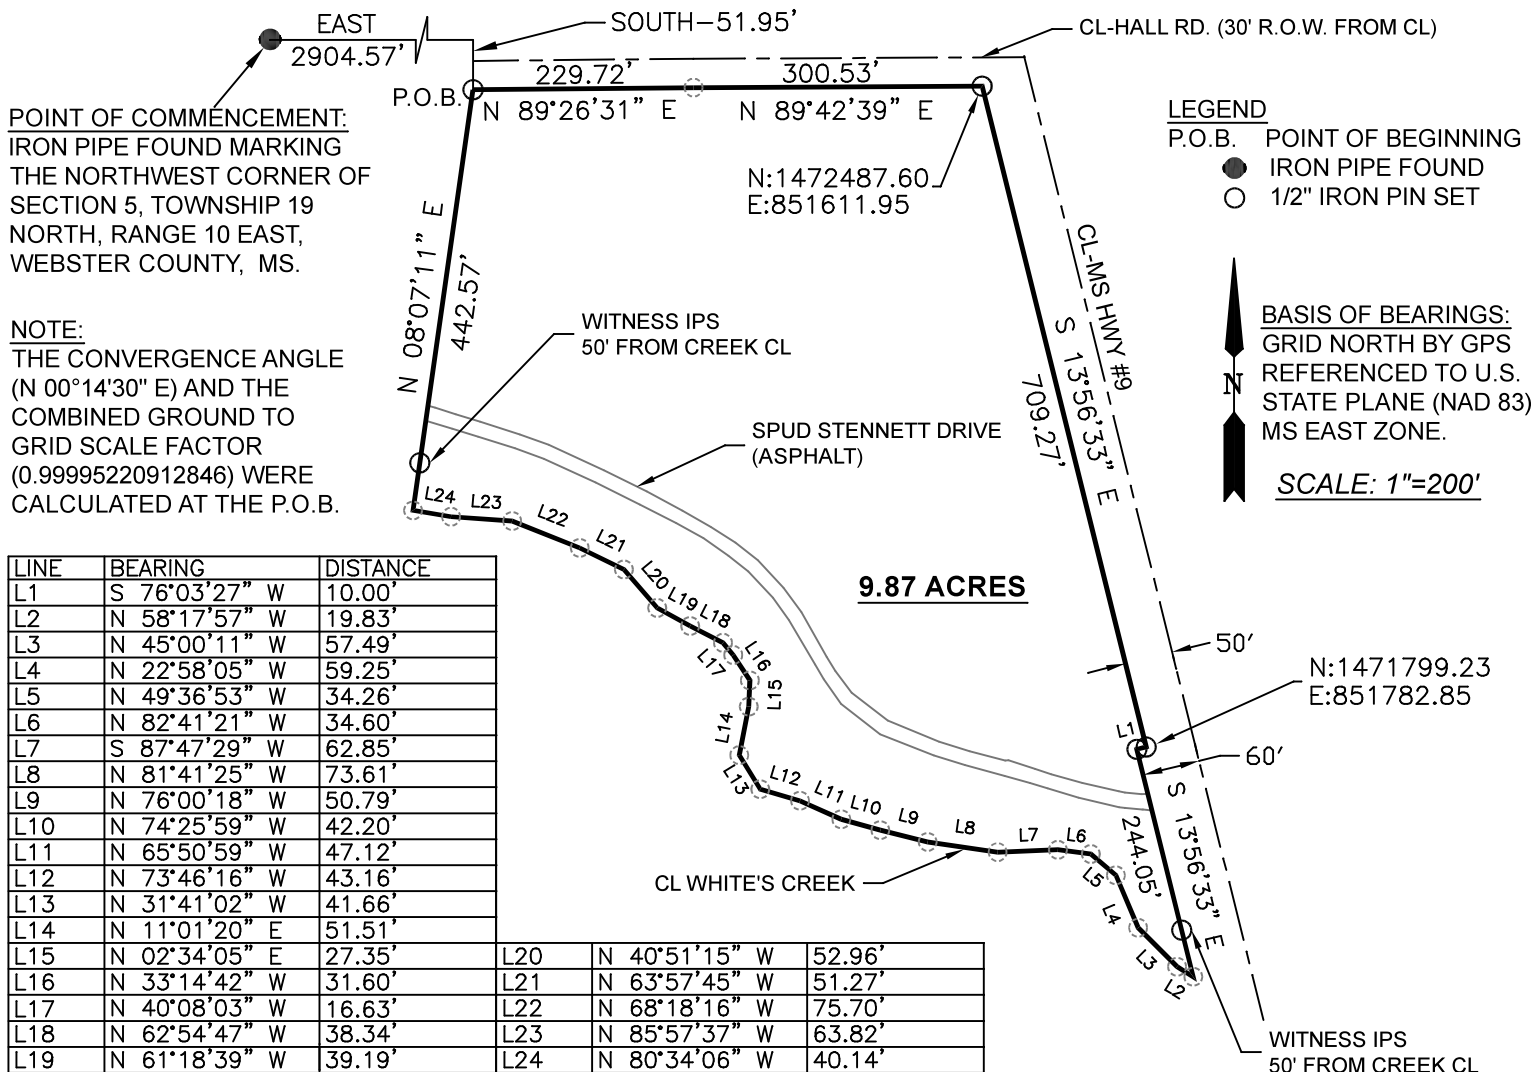 EAST
2904.57'
SOUTH-51.95'
CL-HALL RD. (30' R.O.W. FROM CL)
229.72'
300.53'
P.O.B.
N 89°26'31" E
N 89°42'39" E
POINT OF COMMENCEMENT:
IRON PIPE FOUND MARKING
THE NORTHWEST CORNER OF
SECTION 5, TOWNSHIP 19
NORTH, RANGE 10 EAST,
WEBSTER COUNTY, MS.
LEGEND
P.O.B. POINT OF BEGINNING
IRON PIPE FOUND
1/2" IRON PIN SET
N:1472487.60
E:851611.95
N 08°07'11" E
442.57'
CL-MS HWY #9
S 13°56'33" E
709.27'
NOTE:
THE CONVERGENCE ANGLE
(N 00°14'30" E) AND THE
COMBINED GROUND TO
GRID SCALE FACTOR
(0.99995220912846) WERE
CALCULATED AT THE P.O.B.
WITNESS IPS
50' FROM CREEK CL
N
BASIS OF BEARINGS:
GRID NORTH BY GPS
REFERENCED TO U.S.
STATE PLANE (NAD 83)
MS EAST ZONE.
SCALE: 1"=200'
SPUD STENNETT DRIVE
(ASPHALT)
L24
L23
L22
L21
L20
L19
L18
L17
L16
L15
L14
L13
L12
L11
L10
L9
L8
L7
L6
L5
L4
L3
L2
L1
9.87 ACRES
50'
N:1471799.23
E:851782.85
60'
S 13°56'33" E
244.05'
CL WHITE'S CREEK
WITNESS IPS
50' FROM CREEK CL
LINE BEARING DISTANCE
L1 S 76°03'27" W 10.00'
L2 N 58°17'57" W 19.83'
L3 N 45°00'11" W 57.49'
L4 N 22°58'05" W 59.25'
L5 N 49°36'53" W 34.26'
L6 N 82°41'21" W 34.60'
L7 S 87°47'29" W 62.85'
L8 N 81°41'25" W 73.61'
L9 N 76°00'18" W 50.79'
L10 N 74°25'59" W 42.20'
L11 N 65°50'59" W 47.12'
L12 N 73°46'16" W 43.16'
L13 N 31°41'02" W 41.66'
L14 N 11°01'20" E 51.51'
L15 N 02°34'05" E 27.35'
L16 N 33°14'42" W 31.60'
L17 N 40°08'03" W 16.63'
L18 N 62°54'47" W 38.34'
L19 N 61°18'39" W 39.19'
L20 N 40°51'15" W 52.96'
L21 N 63°57'45" W 51.27'
L22 N 68°18'16" W 75.70'
L23 N 85°57'37" W 63.82'
L24 N 80°34'06" W 40.14'